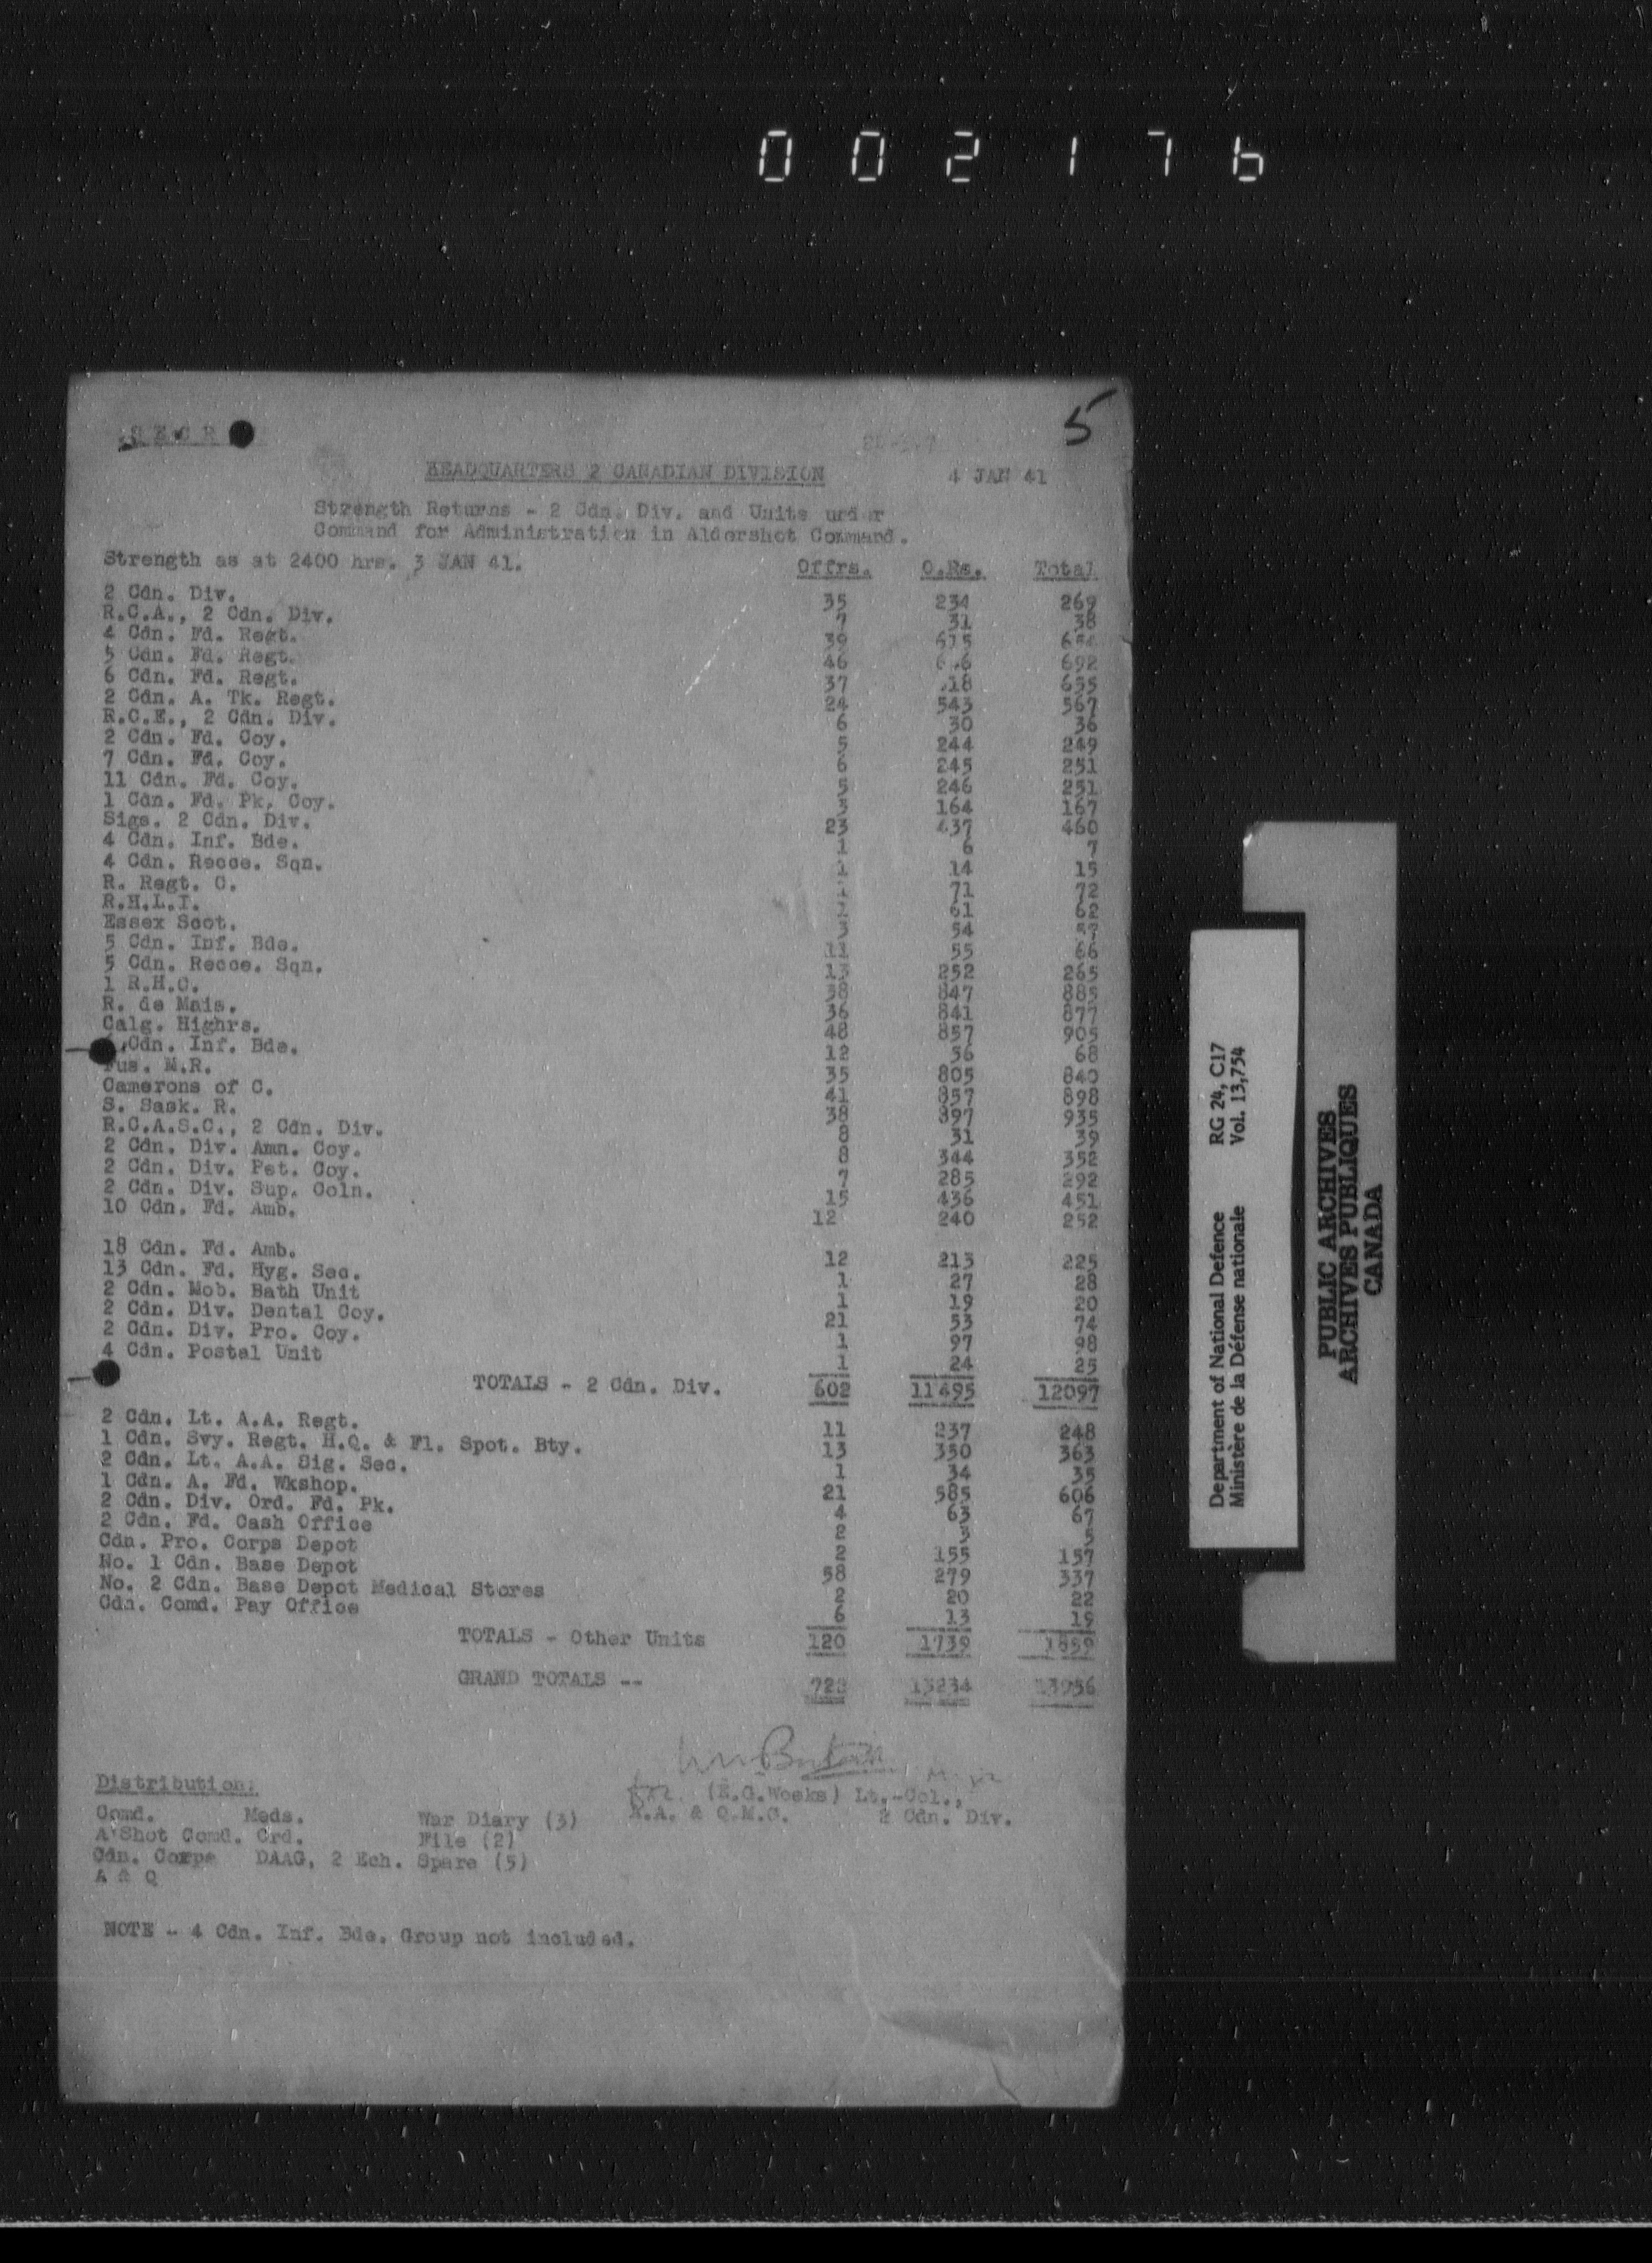 002176
5
HEADQUARTERS 2 CANADIAN DIVISION 4 JAN 41
Strength Returns - 2 Cdn. Div. and Units under
Command for Administration in Aldershot Command.
Strength as at 2400 hrs. 3 JAN 41. Offrs. O.Rs. Total
2 Cdn. Div. 35 234 269
R.C.A., 2 Cdn. Div. 7 31 38
4 Cdn. Fd. Regt. 39 615
5 Cdn. Fd. Regt. 46 692
6 Cdn. Fd. Regt. 37 655
2 Cdn. A. Tk. Regt. 24 543 567
R.C.E., 2 Cdn. Div. 6 30 36
2 Cdn. Fd. Coy. 5 244 249
7 Cdn. Fd. Coy. 6 245 251
11 Cdn. Fd. Coy. 5 246 251
1 Cdn. Fd. Pk. Coy. 3 164 167
Sigs. 2 Cdn. Div. 23 437 460
4 Cdn. Inf. Bde. 1 6 7
4 Cdn. Recce. Sqn. 1 14 15
R. Regt. C. 1 71 72
R.H.L.I. 61 62
Essex Scot. 3 54 57
5 Cdn. Inf. Bde. 11 55 66
5 Cdn. Recce. Sqn. 13 252 265
1 R.H.C. 38 847 885
R. de Mais. 36 841 877
Calg. Highrs. 48 857 905
Cdn. Inf. Bde. 12 56 68
Fus. M.R. 35 805 840
Camerons of C. 41 857 898
S. Sask. R. 38 897 935
R.C.A.S.C., 2 Cdn. Div. 8 31 39
2 Cdn. Div. Amn. Coy. 8 344 352
2 Cdn. Div. Pet. Coy. 7 285 292
2 Cdn. Div. Sup. Coln. 15 436 451
10 Cdn. Fd. Amb. 12 240 252
18 Cdn. Fd. Amb. 12 213 225
13 Cdn. Fd. Hyg. Sec. 1 27 28
2 Cdn. Mob. Bath Unit 1 19 20
2 Cdn. Div. Dental Coy. 21 53 74
2 Cdn. Div. Pro. Coy. 1 97 98
4 Cdn. Postal Unit 1 24 25
TOTALS - 2 Cdn. Div. 602 11495 12097
2 Cdn. Lt. A.A. Regt. 11 237 248
1 Cdn. Svy. Regt. H.Q. & Fl. Spot. Bty. 13 350 363
2 Cdn. Lt. A.A. Sig. Sec. 1 34 35
1 Cdn. A. Fd. Wkshop. 21 585 606
2 Cdn. Div. Ord. Fd. Pk. 4 63 67
2 Cdn. Fd. Cash Office 2 3 5
Cdn. Pro. Corps Depot 2 155 157
No. 1 Cdn. Base Depot 58 279 337
No. 2 Cdn. Base Depot Medical Stores 2 20 22
Cdn. Comd. Pay Office 6 13 19
TOTALS - Other Units 120 1739 1859
GRAND TOTALS -- 722 13234 13956
for (E.G.Weeks) Lt.-Col.,
A.A. & Q.M.G. 2 Cdn. Div.
Distribution:
Comd. Meds. War Diary (3)
A'Shot Comd. Crd. File (2)
Cdn. Corps DAAG, 2 Ech. Spare (5)
A & Q
NOTE - 4 Cdn. Inf. Bde. Group not included.
Department of National Defence RG 24, C17
Ministère de la Défense nationale Vol. 13,754
PUBLIC ARCHIVES
ARCHIVES PUBLIQUES
CANADA